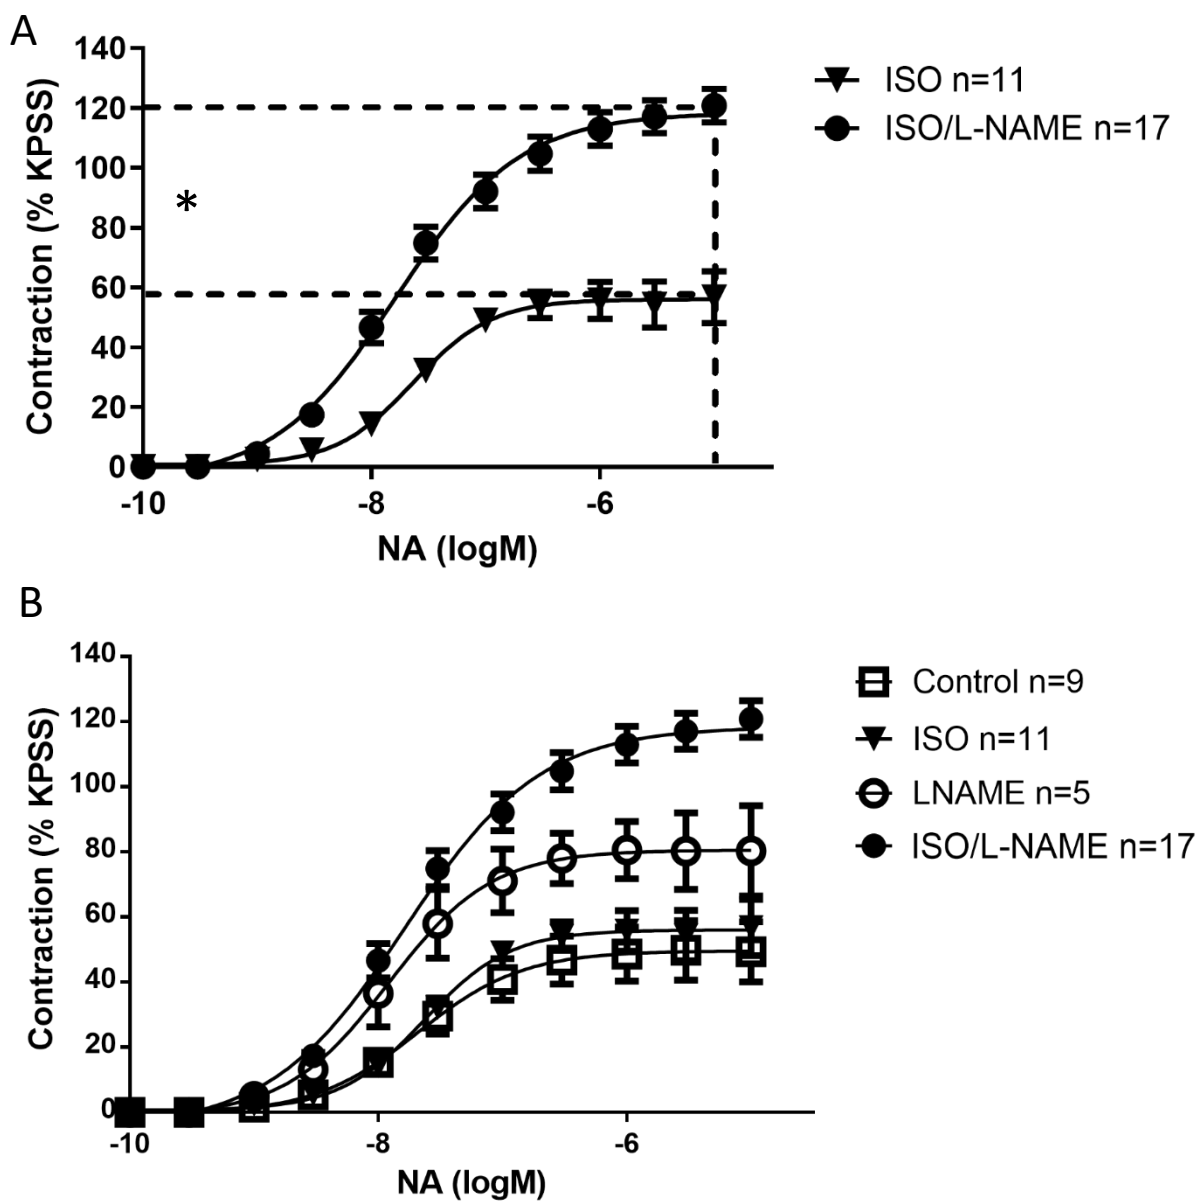 A
140
120
100
80
60
40
20
0
Contraction (% KPSS)
*
-10
-8
-6
NA (logM)
ISO n=11
ISO/L-NAME n=17
B
140
120
100
80
60
40
20
0
Contraction (% KPSS)
-10
-8
-6
NA (logM)
Control n=9
ISO n=11
LNAME n=5
ISO/L-NAME n=17